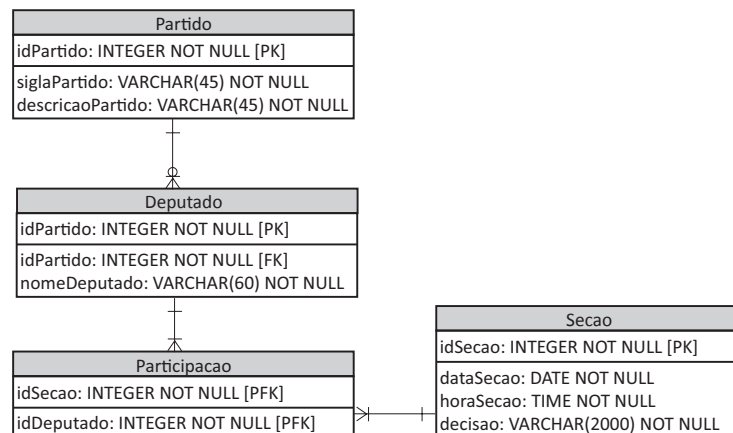 Partido
idPartido: INTEGER NOT NULL [PK]
siglaPartido: VARCHAR(45) NOT NULL
descricaoPartido: VARCHAR(45) NOT NULL
Deputado
idPartido: INTEGER NOT NULL [PK]
idPartido: INTEGER NOT NULL [FK]
nomeDeputado: VARCHAR(60) NOT NULL
Participacao
idSecao: INTEGER NOT NULL [PFK]
idDeputado: INTEGER NOT NULL [PFK]
Secao
idSecao: INTEGER NOT NULL [PK]
dataSecao: DATE NOT NULL
horaSecao: TIME NOT NULL
decisao: VARCHAR(2000) NOT NULL